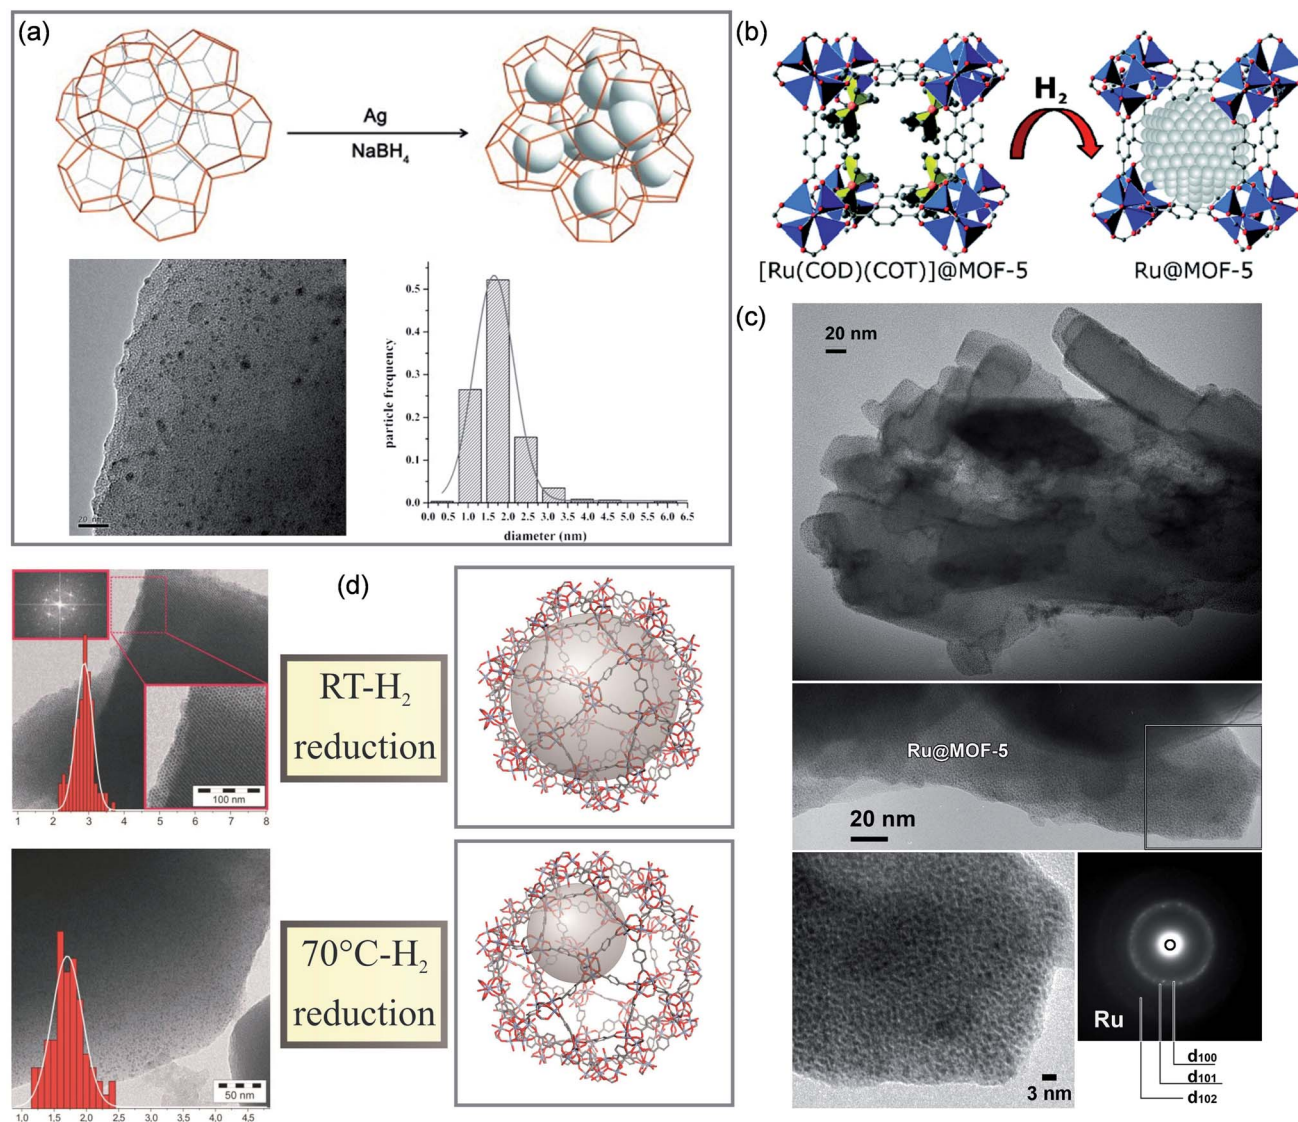 (a)
Ag
NaBH4
20 nm
0.5
0.4
0.3
0.2
0.1
0.0
particle frequency
0.0 0.5 1.0 1.5 2.0 2.5 3.0 3.5 4.0 4.5 5.0 5.5 6.0 6.5
diameter (nm)
(b)
H2
[Ru(COD)(COT)]@MOF-5
Ru@MOF-5
(c)
20 nm
Ru@MOF-5
20 nm
3 nm
Ru
d100
d101
d102
(d)
100 nm
1 2 3 4 5 6 7 8
RT-H2
reduction
50 nm
1,0 1,5 2,0 2,5 3,0 3,5 4,0 4,5
70°C-H2
reduction